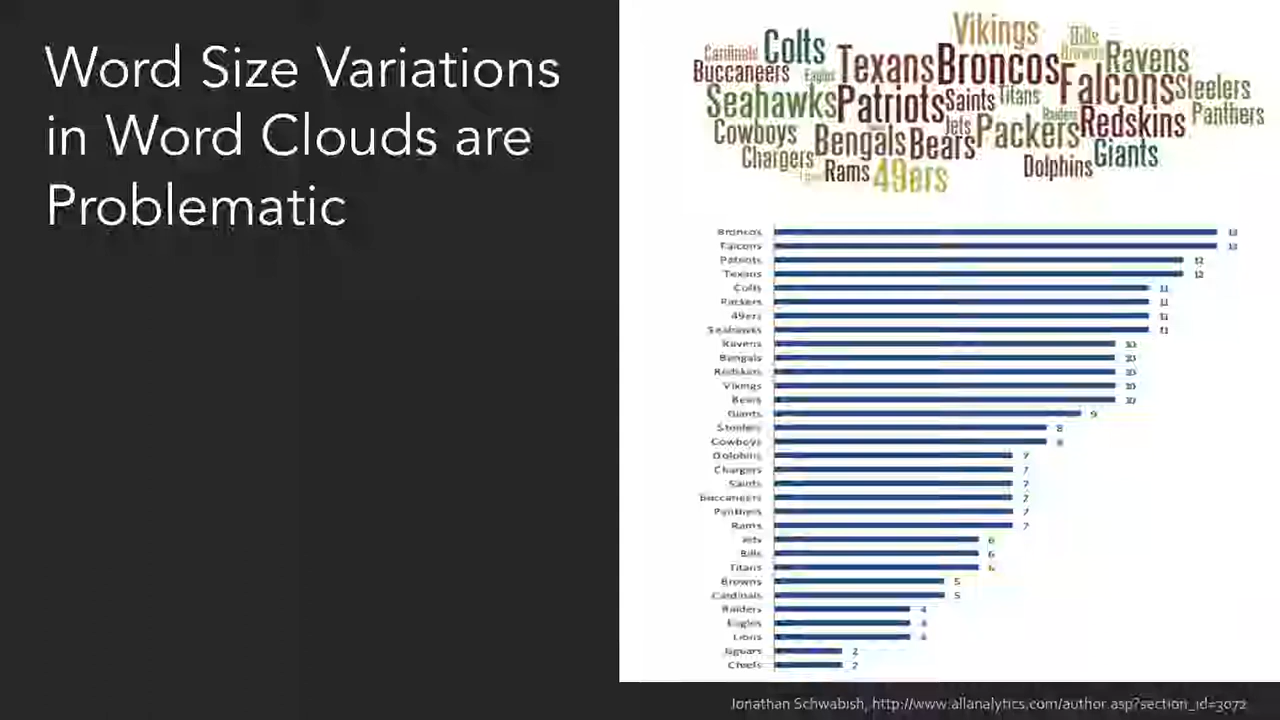 Word Size Variations
in Word Clouds are
Problematic
Vikings
Bills
Cardinals Colts Browns Ravens
Buccaneers Eagles Texans Broncos Falcons Steelers
Seahawks Patriots Saints Titans Raiders Panthers
Cowboys Bengals Bears Jets Packers Redskins
Chargers Rams 49ers Dolphins Giants
Broncos 13
Falcons 13
Patriots 12
Texans 12
Colts 11
Packers 11
49ers 11
Seahawks 11
Ravens 10
Bengals 10
Redskins 10
Vikings 10
Bears 10
Giants 9
Steelers 8
Cowboys 8
Dolphins 7
Chargers 7
Saints 7
Buccaneers 7
Panthers 7
Rams 7
Jets 6
Bills 6
Titans 6
Browns 5
Cardinals 5
Raiders 4
Eagles 4
Lions 4
Jaguars 2
Chiefs 2
Jonathan Schwabish, http://www.allanalytics.com/author.asp?section_id=3072